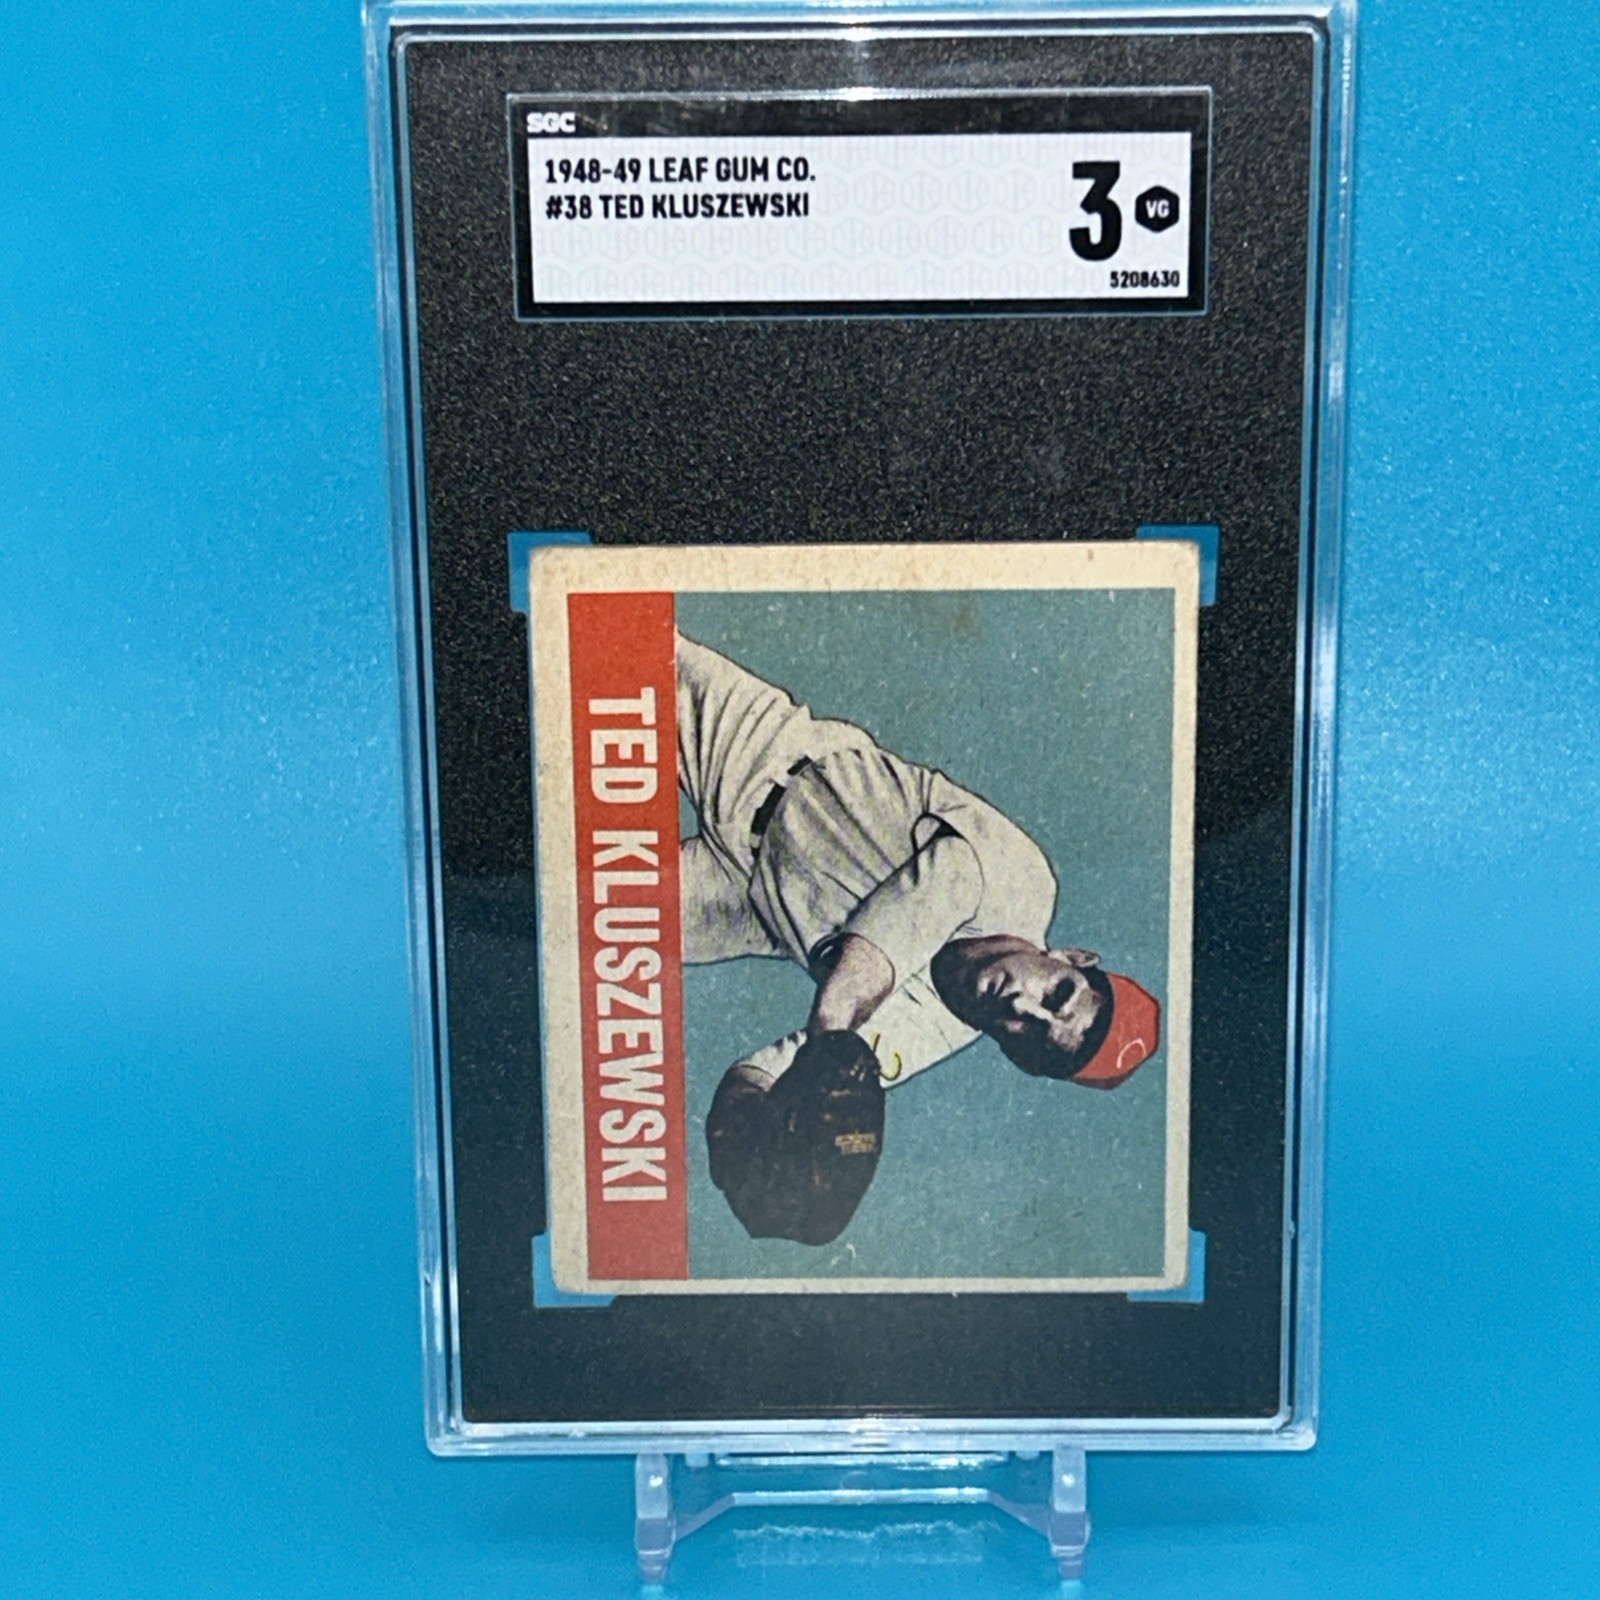 SGC
1948-49 LEAF GUM CO.
#38 TED KLUSZEWSKI
3 VG
5208630
TED KLUSZEWSKI